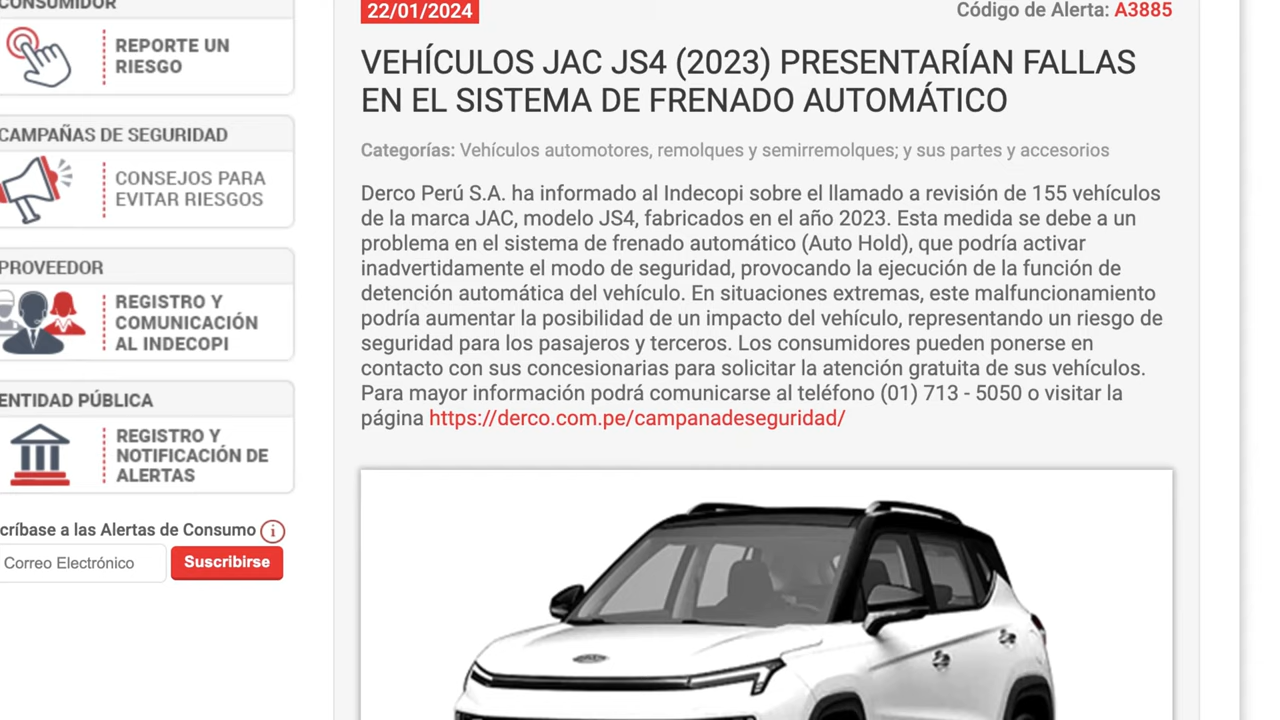 CONSUMIDOR
REPORTE UN
RIESGO
CAMPAÑAS DE SEGURIDAD
CONSEJOS PARA
EVITAR RIESGOS
PROVEEDOR
REGISTRO Y
COMUNICACIÓN
AL INDECOPI
ENTIDAD PÚBLICA
REGISTRO Y
NOTIFICACIÓN DE
ALERTAS
críbase a las Alertas de Consumo i
Correo Electrónico
Suscribirse
22/01/2024
Código de Alerta: A3885
VEHÍCULOS JAC JS4 (2023) PRESENTARÍAN FALLAS
EN EL SISTEMA DE FRENADO AUTOMÁTICO
Categorías: Vehículos automotores, remolques y semirremolques; y sus partes y accesorios
Derco Perú S.A. ha informado al Indecopi sobre el llamado a revisión de 155 vehículos
de la marca JAC, modelo JS4, fabricados en el año 2023. Esta medida se debe a un
problema en el sistema de frenado automático (Auto Hold), que podría activar
inadvertidamente el modo de seguridad, provocando la ejecución de la función de
detención automática del vehículo. En situaciones extremas, este malfuncionamiento
podría aumentar la posibilidad de un impacto del vehículo, representando un riesgo de
seguridad para los pasajeros y terceros. Los consumidores pueden ponerse en
contacto con sus concesionarias para solicitar la atención gratuita de sus vehículos.
Para mayor información podrá comunicarse al teléfono (01) 713 - 5050 o visitar la
página https://derco.com.pe/campanadeseguridad/